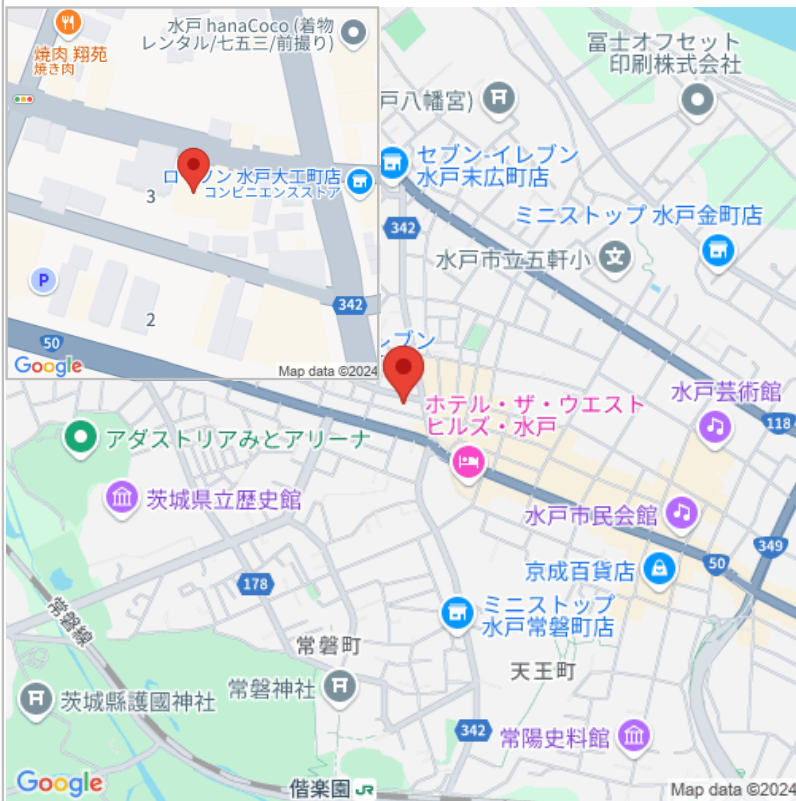 焼肉 翔苑
焼き肉
水戸 hanaCoco (着物
レンタル/七五三/前撮り)
水戸大工町店
コンビニエンスストア
3
P
2
342
50
Google
Map data ©2024
冨士オフセット
印刷株式会社
戸八幡宮)
セブン-イレブン
水戸末広町店
342
ミニストップ 水戸金町店
水戸市立五軒小
文
ホテル・ザ・ウエスト
ヒルズ・水戸
水戸芸術館
118
アダストリアみとアリーナ
茨城県立歴史館
水戸市民会館
349
50
京成百貨店
178
ミニストップ
水戸常磐町店
常磐線
常磐町
天王町
茨城縣護國神社
常磐神社
342
常陽史料館
偕楽園
JR
Google
Map data ©2024